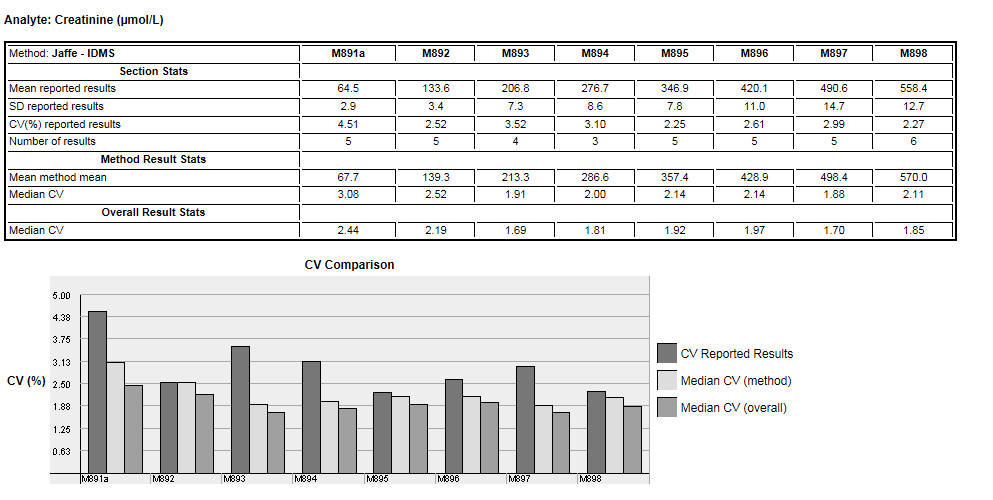 Analyte: Creatinine (µmol/L)
Method: Jaffe - IDMS M891a M892 M893 M894 M895 M896 M897 M898
Section Stats
Mean reported results 64.5 133.6 206.8 276.7 346.9 420.1 490.6 558.4
SD reported results 2.9 3.4 7.3 8.6 7.8 11.0 14.7 12.7
CV(%) reported results 4.51 2.52 3.52 3.10 2.25 2.61 2.99 2.27
Number of results 5 5 4 3 5 5 5 6
Method Result Stats
Mean method mean 67.7 139.3 213.3 286.6 357.4 428.9 498.4 570.0
Median CV 3.08 2.52 1.91 2.00 2.14 2.14 1.88 2.11
Overall Result Stats
Median CV 2.44 2.19 1.69 1.81 1.92 1.97 1.70 1.85
CV Comparison
5.00
4.38
3.75
3.13
CV (%)
2.50
1.88
1.25
0.63
M891a M892 M893 M894 M895 M896 M897 M898
CV Reported Results
Median CV (method)
Median CV (overall)